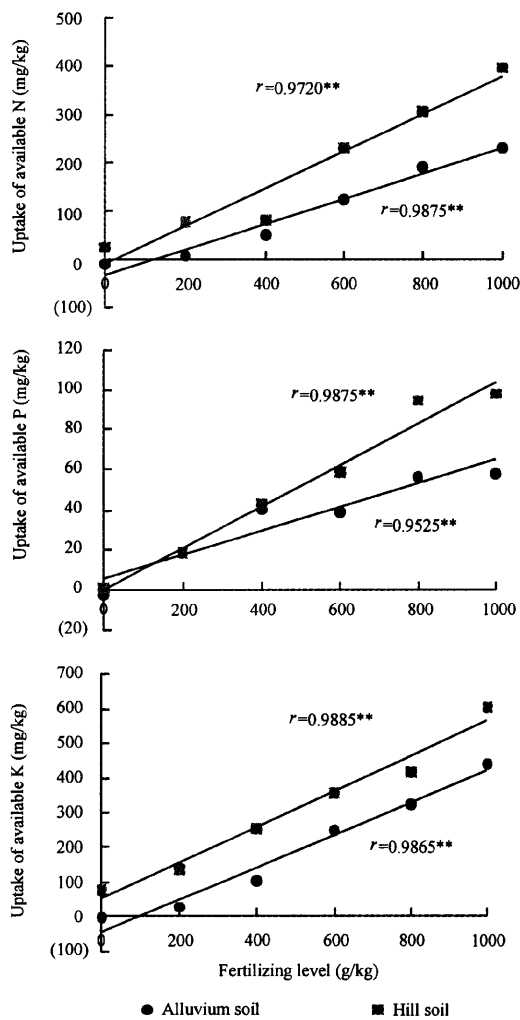 Uptake of available N (mg/kg)
500
400
300
200
100
0
(100)
r=0.9720**
r=0.9875**
0 200 400 600 800 1000
Uptake of available P (mg/kg)
120
100
80
60
40
20
0
(20)
r=0.9875**
r=0.9525**
0 200 400 600 800 1000
Uptake of available K (mg/kg)
700
600
500
400
300
200
100
0
(100)
r=0.9885**
r=0.9865**
0 200 400 600 800 1000
Fertilizing level (g/kg)
Alluvium soil Hill soil